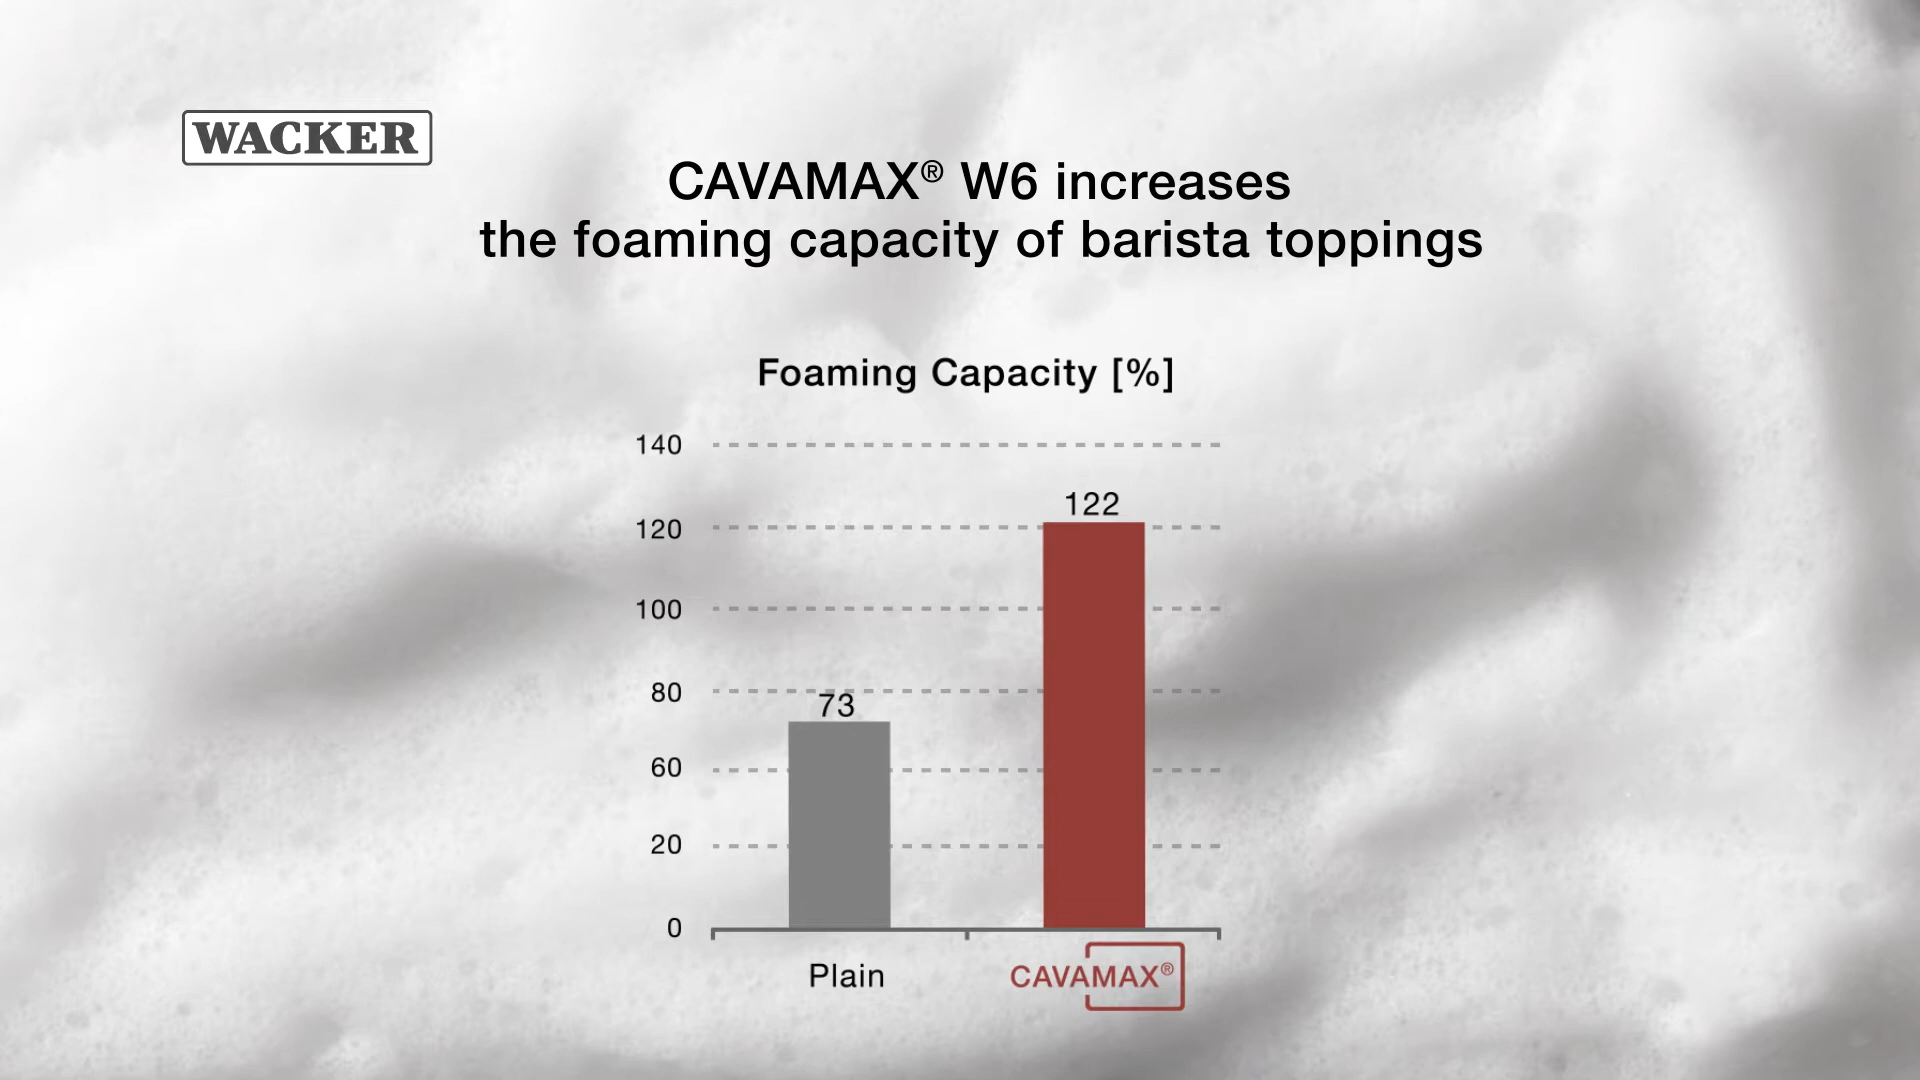 WACKER
CAVAMAX® W6 increases
the foaming capacity of barista toppings
Foaming Capacity [%]
140
122
120
100
80
73
60
20
0
Plain
CAVAMAX®